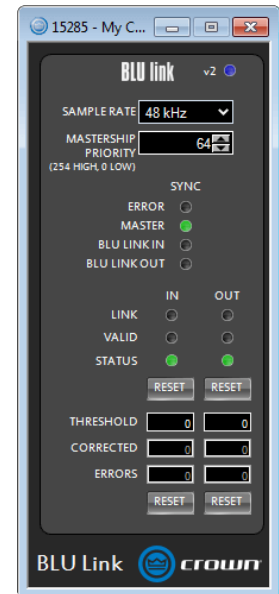 15285 - My C...
BLU link v2
SAMPLE RATE 48 kHz
MASTERSHIP
PRIORITY 64
(254 HIGH, 0 LOW)
SYNC
ERROR
MASTER
BLU LINK IN
BLU LINK OUT
IN OUT
LINK
VALID
STATUS
RESET RESET
THRESHOLD 0 0
CORRECTED 0 0
ERRORS 0 0
RESET RESET
BLU Link crown